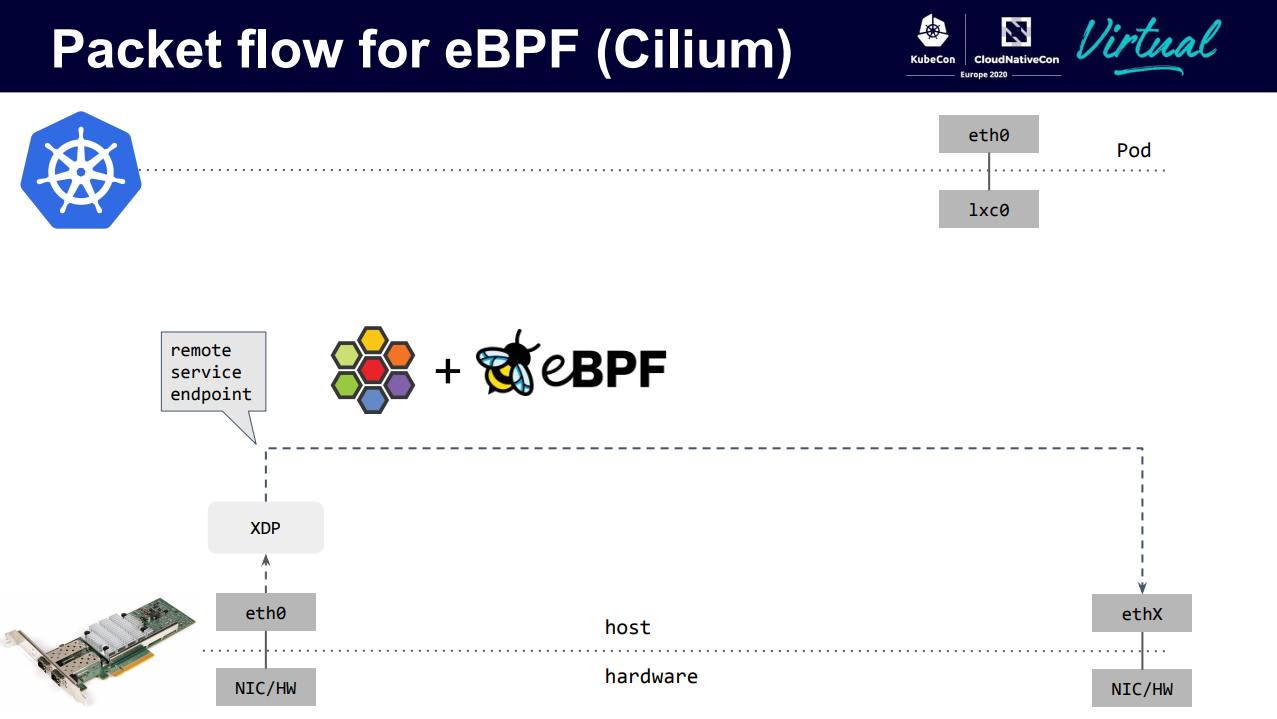 Packet flow for eBPF (Cilium)
KubeCon
CloudNativeCon
Europe 2020
Virtual
eth0
Pod
lxc0
remote
service
endpoint
+
eBPF
XDP
eth0
host
ethX
hardware
NIC/HW
NIC/HW